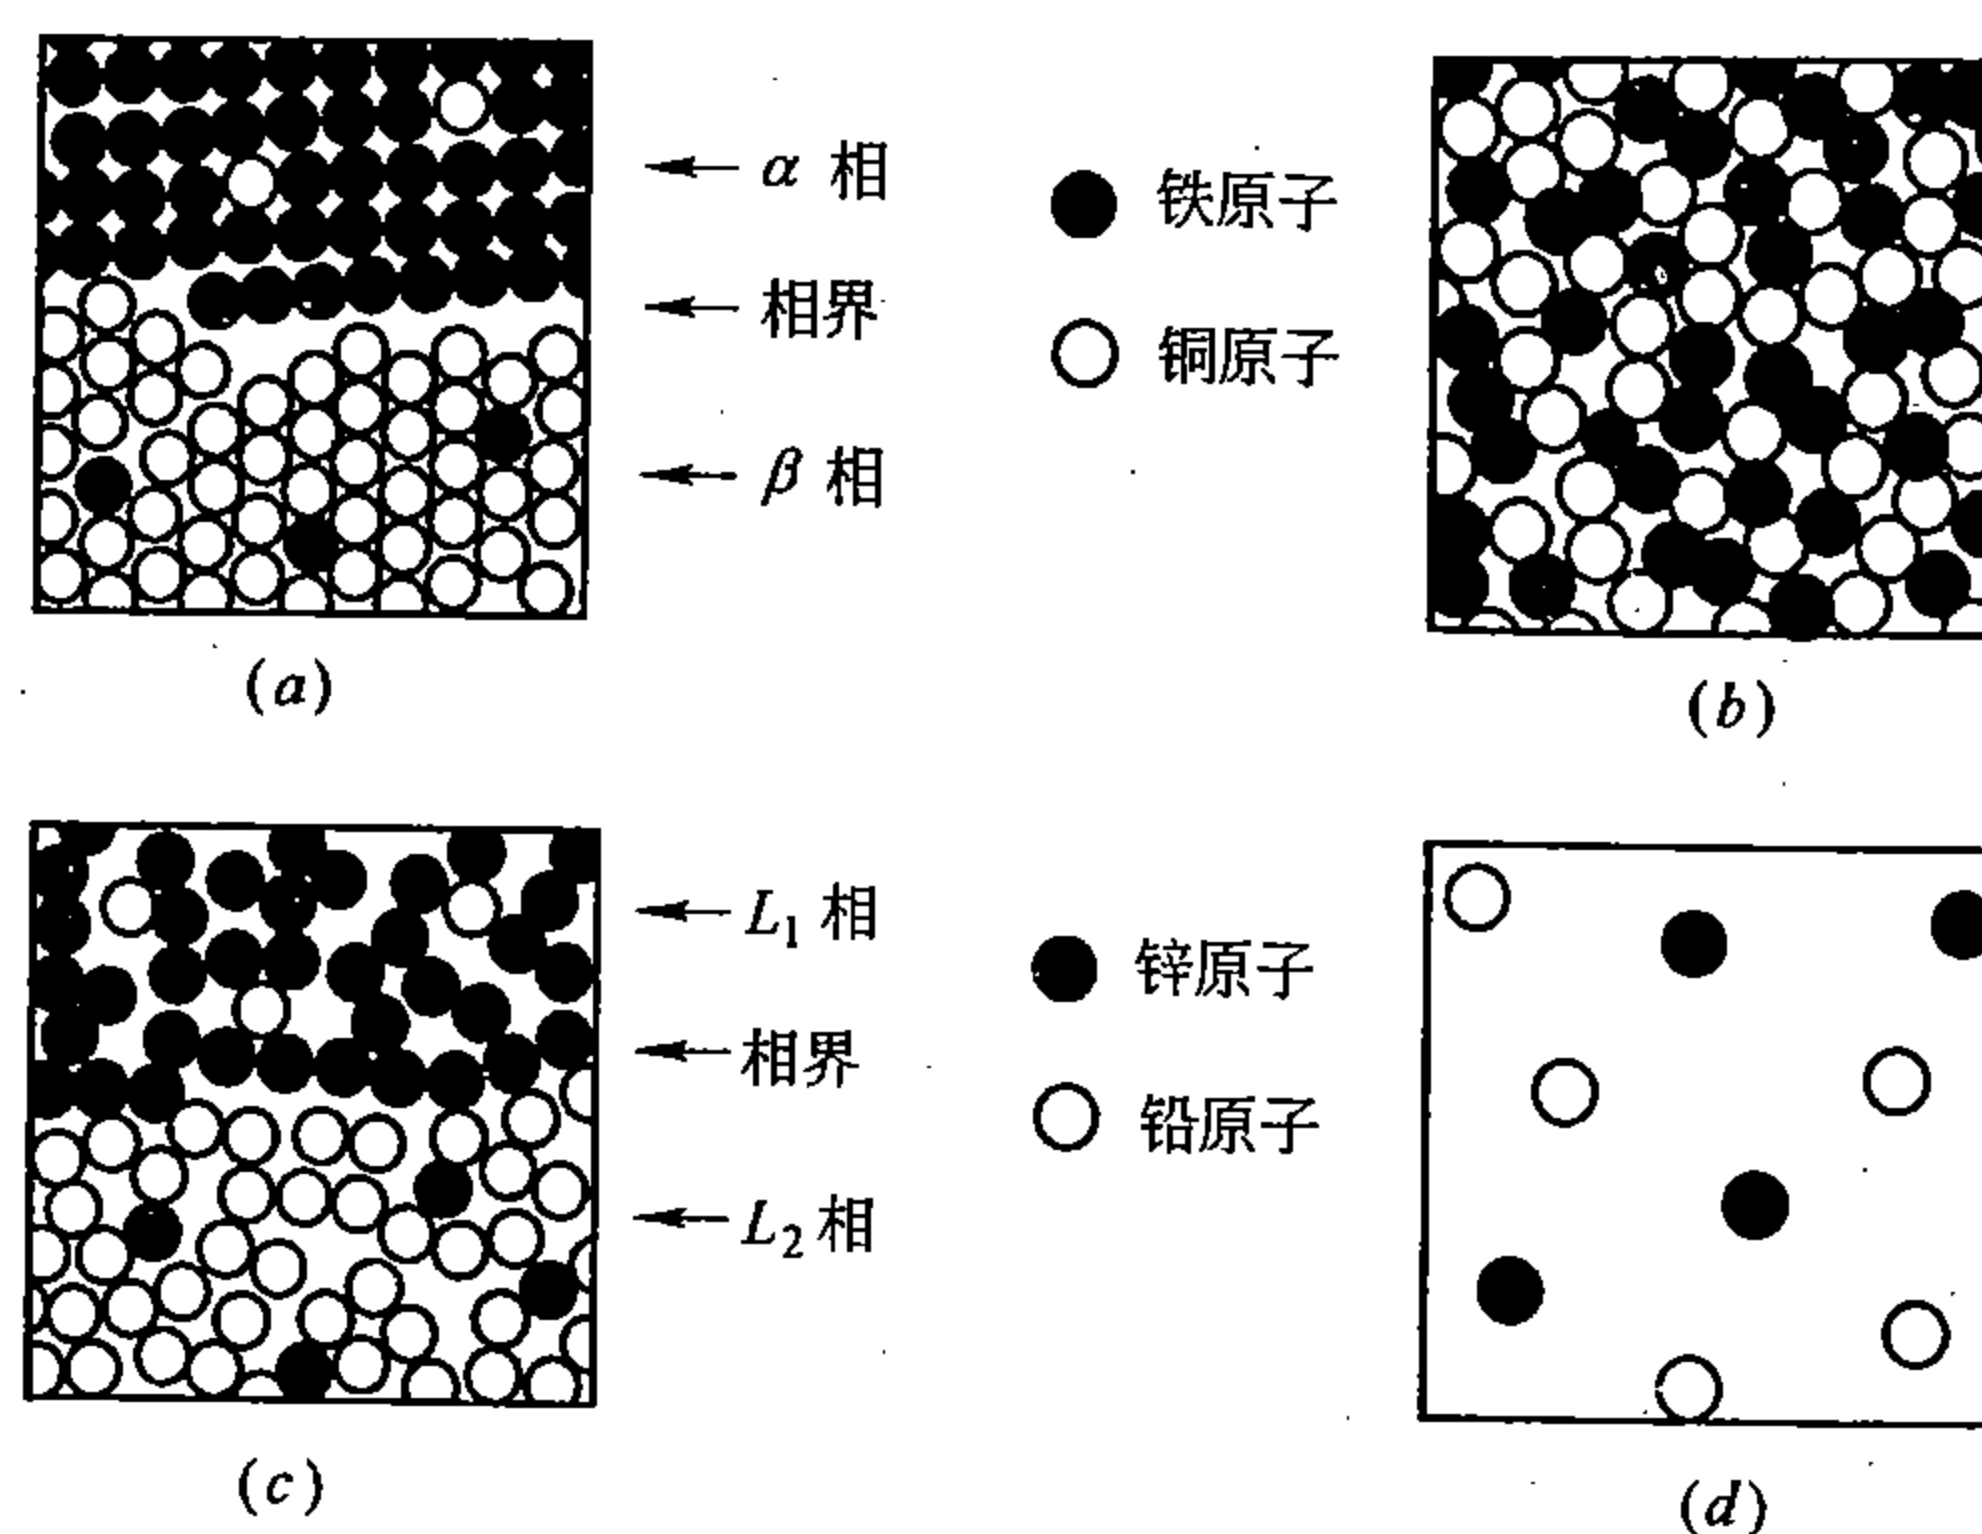 α 相
相界
β 相
铁原子
铜原子
(a)
(b)
L₁ 相
相界
L₂ 相
锌原子
铅原子
(c)
(d)